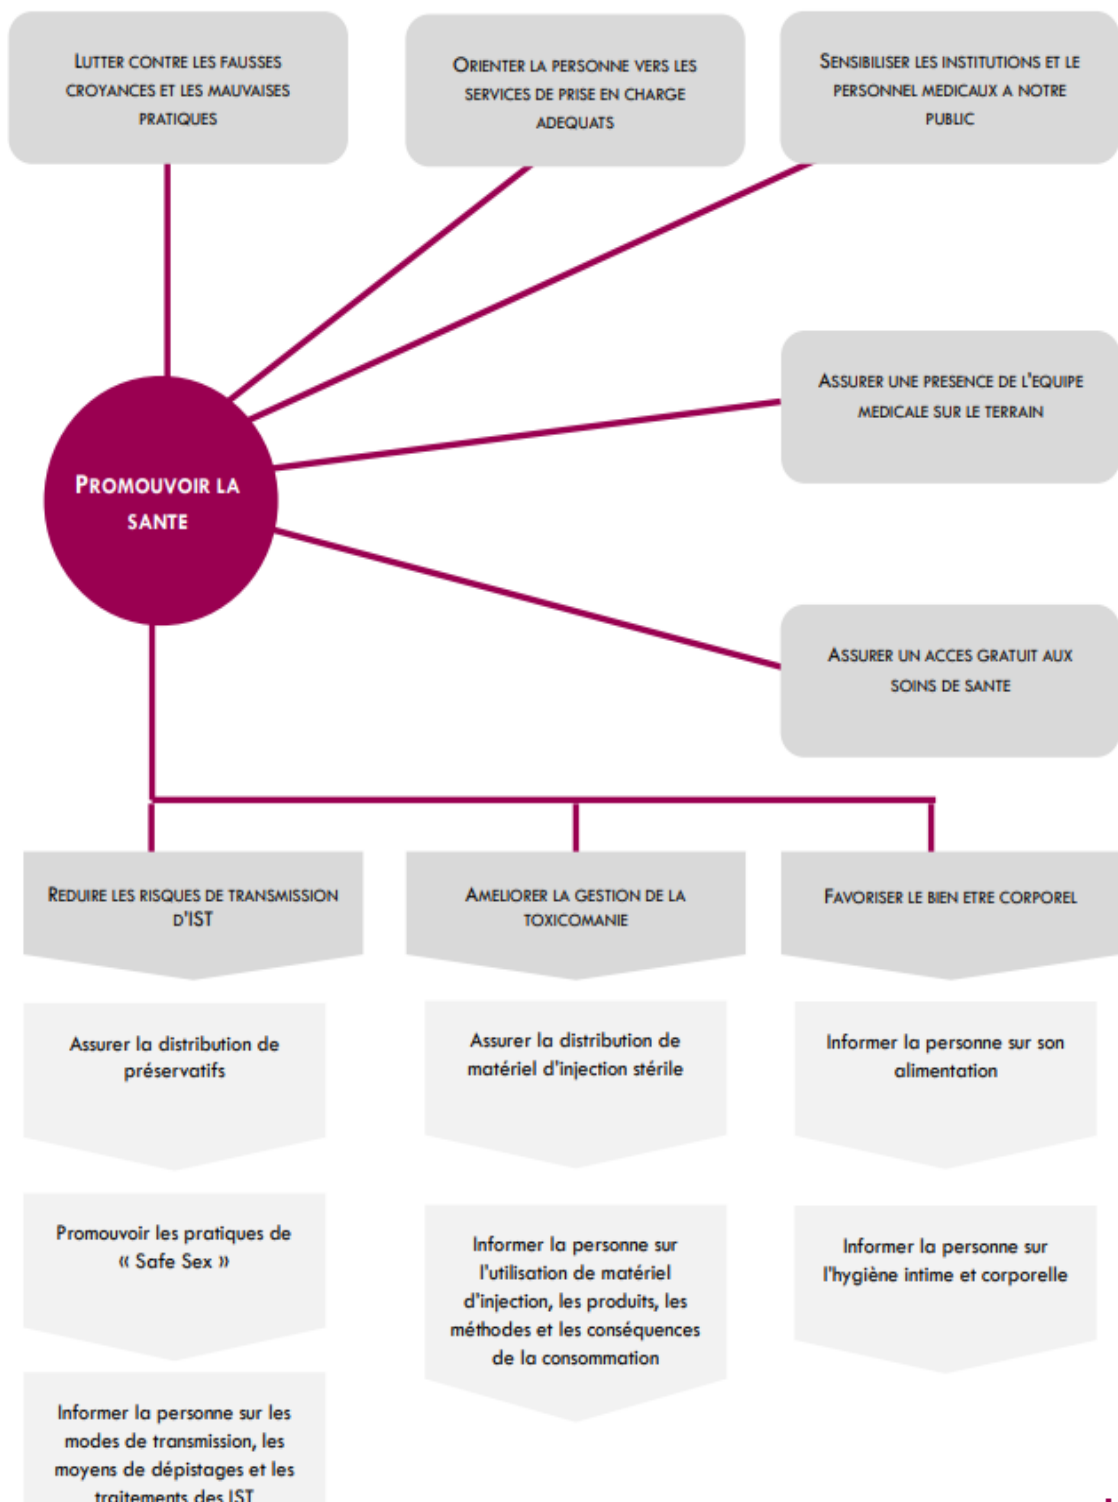 LUTTER CONTRE LES FAUSSES
CROYANCES ET LES MAUVAISES
PRATIQUES
ORIENTER LA PERSONNE VERS LES
SERVICES DE PRISE EN CHARGE
ADEQUATS
SENSIBILISER LES INSTITUTIONS ET LE
PERSONNEL MEDICAUX A NOTRE
PUBLIC
ASSURER UNE PRESENCE DE L'EQUIPE
MEDICALE SUR LE TERRAIN
PROMOUVOIR LA
SANTE
ASSURER UN ACCES GRATUIT AUX
SOINS DE SANTE
REDUIRE LES RISQUES DE TRANSMISSION
D'IST
Assurer la distribution de
préservatifs
Promouvoir les pratiques de
« Safe Sex »
Informer la personne sur les
modes de transmission, les
moyens de dépistages et les
traitements des IST
AMELIORER LA GESTION DE LA
TOXICOMANIE
Assurer la distribution de
matériel d'injection stérile
Informer la personne sur
l'utilisation de matériel
d'injection, les produits, les
méthodes et les conséquences
de la consommation
FAVORISER LE BIEN ETRE CORPOREL
Informer la personne sur son
alimentation
Informer la personne sur
l'hygiène intime et corporelle